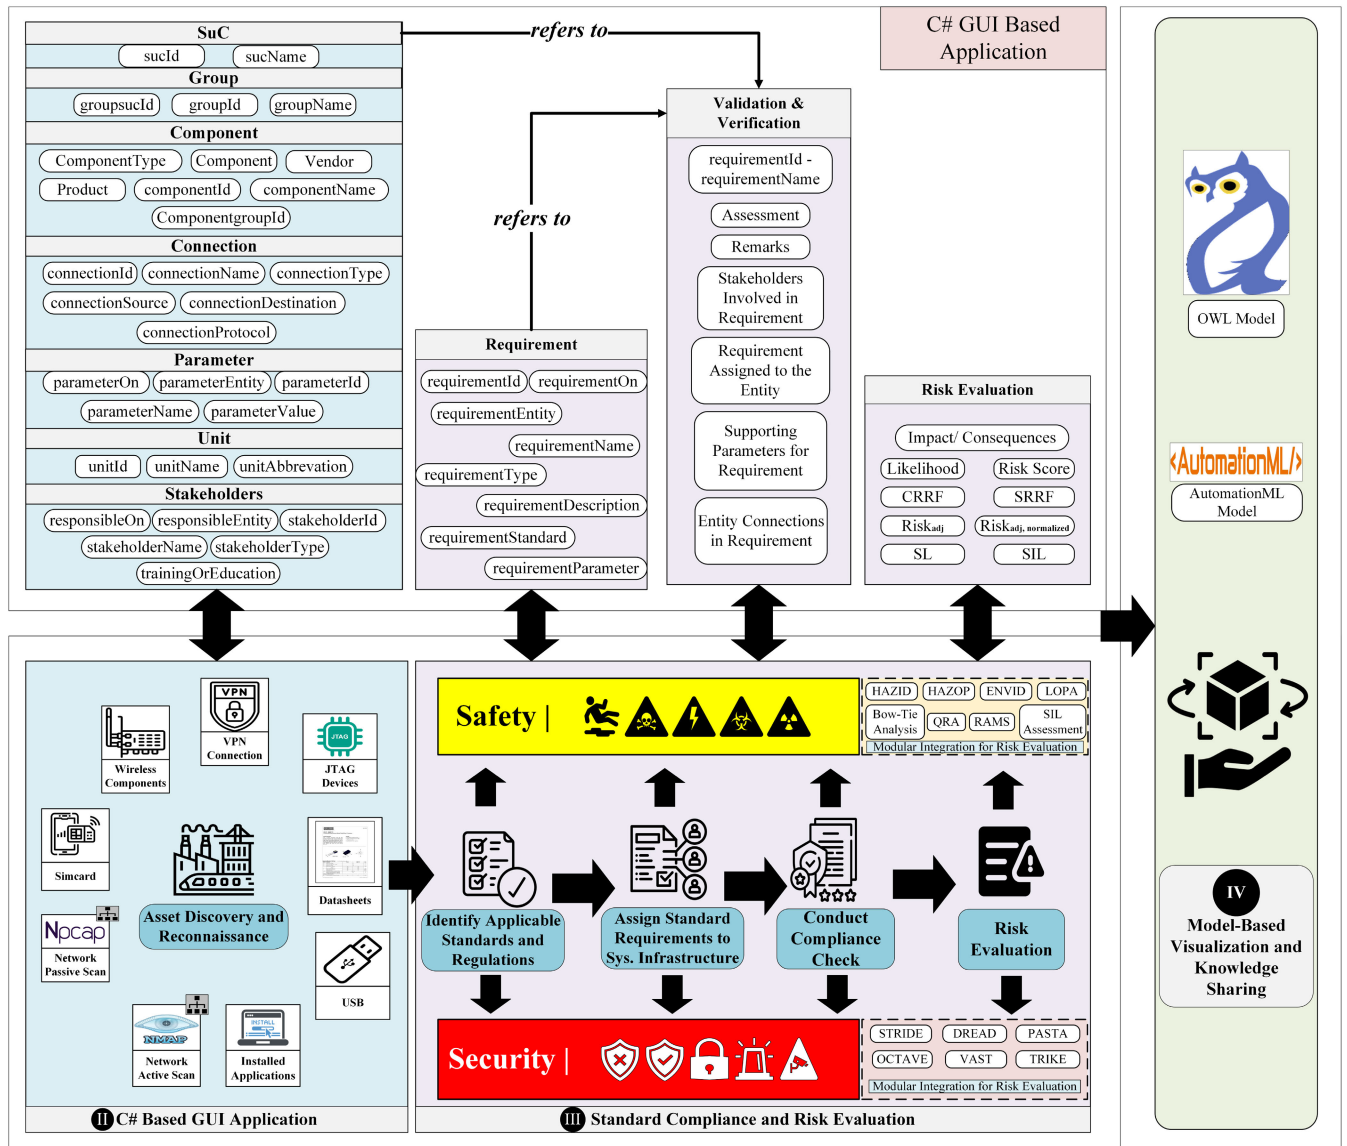 SuC
sucId
sucName
Group
groupsucId
groupId
groupName
Component
ComponentType
Component
Vendor
Product
componentId
componentName
ComponentgroupId
Connection
connectionId
connectionName
connectionType
connectionSource
connectionDestination
connectionProtocol
Parameter
parameterOn
parameterEntity
parameterId
parameterName
parameterValue
Unit
unitId
unitName
unitAbbrevation
Stakeholders
responsibleOn
responsibleEntity
stakeholderId
stakeholderName
stakeholderType
trainingOrEducation
refers to
refers to
Requirement
requirementId
requirementOn
requirementEntity
requirementName
requirementType
requirementDescription
requirementStandard
requirementParameter
Validation &
Verification
requirementId -
requirementName
Assessment
Remarks
Stakeholders
Involved in
Requirement
Requirement
Assigned to the
Entity
Supporting
Parameters for
Requirement
Entity Connections
in Requirement
C# GUI Based
Application
Risk Evaluation
Impact/ Consequences
Likelihood
Risk Score
CRRF
SRRF
Riskadj
Riskadj, normalized
SL
SIL
OWL Model
<AutomationML/>
AutomationML
Model
IV
Model-Based
Visualization and
Knowledge
Sharing
VPN
VPN
Connection
Wireless
Components
JTAG
JTAG
Devices
Simcard
Datasheets
Asset Discovery and
Reconnaissance
Npcap
Network
Passive Scan
USB
NMAP
Network
Active Scan
INSTALL
Installed
Applications
II C# Based GUI Application
Safety |
HAZID
HAZOP
ENVID
LOPA
Bow-Tie
Analysis
QRA
RAMS
SIL
Assessment
Modular Integration for Risk Evaluation
Identify Applicable
Standards and
Regulations
Assign Standard
Requirements to
Sys. Infrastructure
Conduct
Compliance
Check
Risk
Evaluation
Security |
STRIDE
DREAD
PASTA
OCTAVE
VAST
TRIKE
Modular Integration for Risk Evaluation
III Standard Compliance and Risk Evaluation